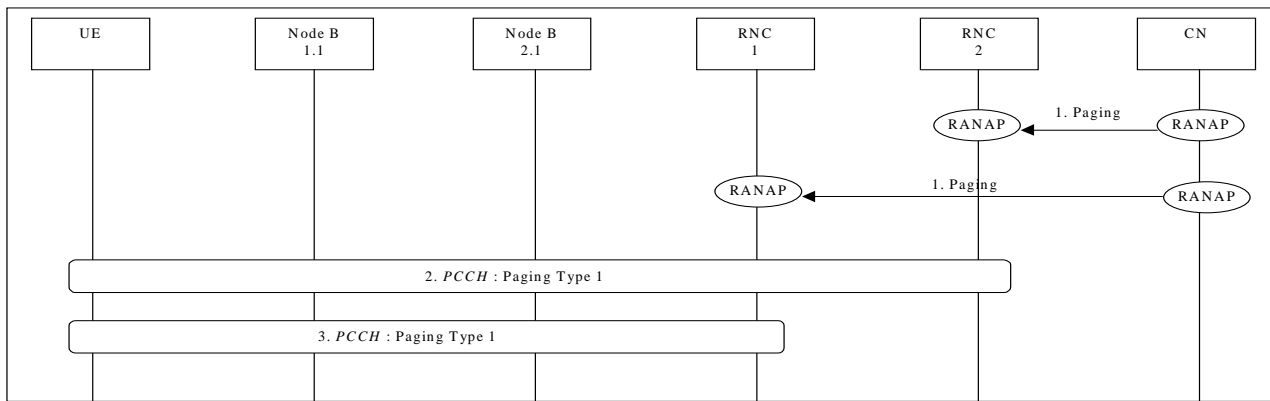 UE
Node B
1.1
Node B
2.1
RNC
1
RNC
2
CN
1. Paging
RANAP
RANAP
1. Paging
RANAP
RANAP
2. PCCH : Paging Type 1
3. PCCH : Paging Type 1